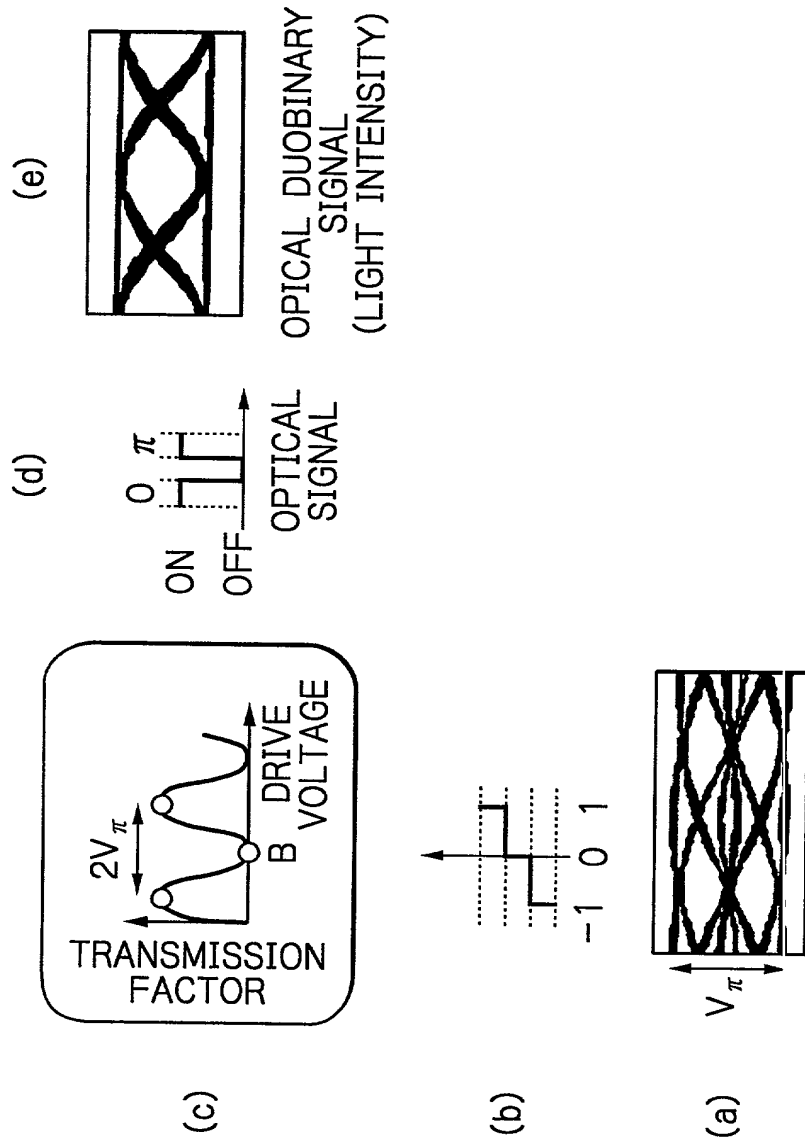 (a)
Vπ
(b)
-1 0 1
(c)
TRANSMISSION
FACTOR
2Vπ
B
DRIVE
VOLTAGE
(d)
ON
OFF
0 π
OPTICAL
SIGNAL
(e)
OPICAL DUOBINARY
SIGNAL
(LIGHT INTENSITY)